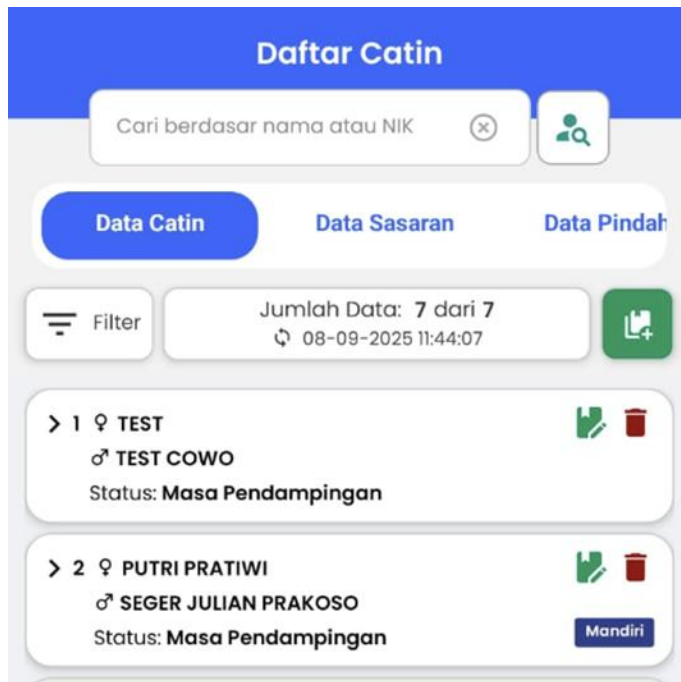 Daftar Catin
Cari berdasar nama atau NIK
Data Catin Data Sasaran Data Pindah
Filter
Jumlah Data: 7 dari 7
08-09-2025 11:44:07
1 ♀ TEST
♂ TEST COWO
Status: Masa Pendampingan
2 ♀ PUTRI PRATIWI
♂ SEGER JULIAN PRAKOSO
Status: Masa Pendampingan
Mandiri